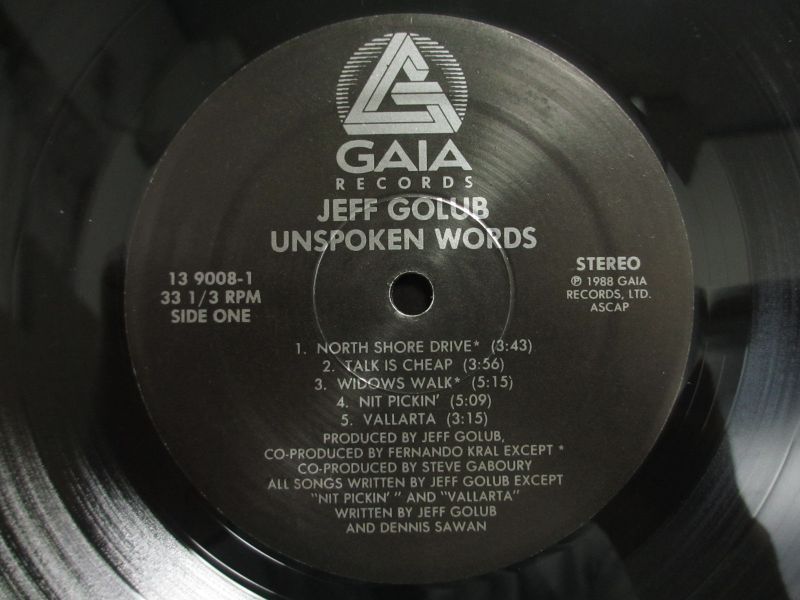 GAIA
RECORDS
JEFF GOLUB
UNSPOKEN WORDS
13 9008-1
33 1/3 RPM
SIDE ONE
STEREO
℗ 1988 GAIA
RECORDS, LTD.
ASCAP
1. NORTH SHORE DRIVE* (3:43)
2. TALK IS CHEAP (3:56)
3. WIDOWS WALK* (5:15)
4. NIT PICKIN' (5:09)
5. VALLARTA (3:15)
PRODUCED BY JEFF GOLUB,
CO-PRODUCED BY FERNANDO KRAL EXCEPT *
CO-PRODUCED BY STEVE GABOURY
ALL SONGS WRITTEN BY JEFF GOLUB EXCEPT
"NIT PICKIN' " AND "VALLARTA"
WRITTEN BY JEFF GOLUB
AND DENNIS SAWAN